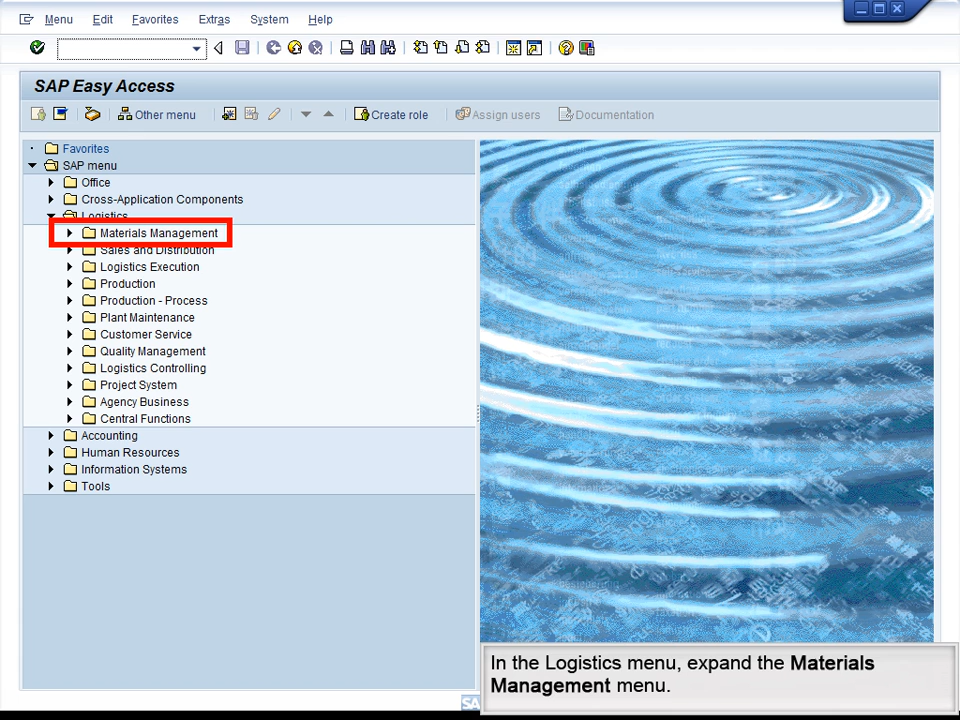 Menu Edit Favorites Extras System Help
SAP Easy Access
Other menu Create role Assign users Documentation
Favorites
SAP menu
Office
Cross-Application Components
Logistics
Materials Management
Sales and Distribution
Logistics Execution
Production
Production - Process
Plant Maintenance
Customer Service
Quality Management
Logistics Controlling
Project System
Agency Business
Central Functions
Accounting
Human Resources
Information Systems
Tools
In the Logistics menu, expand the Materials
Management menu.